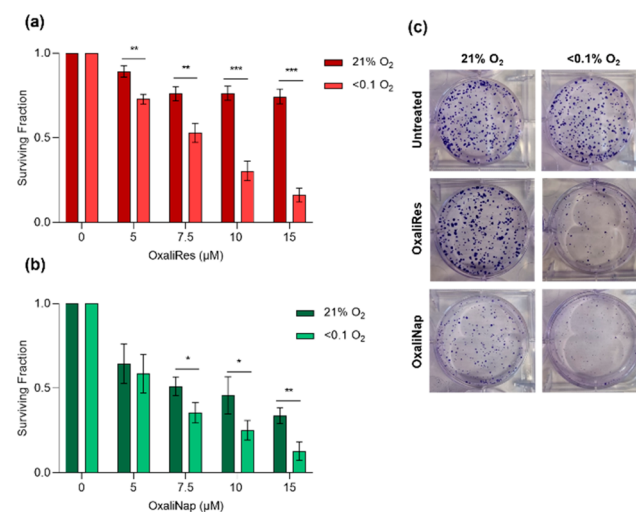 (a)
1.0
0.5
0.0
Surviving Fraction
**
**
***
***
21% O₂
<0.1 O₂
0 5 7.5 10 15
OxaliRes (µM)
(b)
1.0
0.5
0.0
Surviving Fraction
*
*
**
21% O₂
<0.1 O₂
0 5 7.5 10 15
OxaliNap (µM)
(c)
21% O₂ <0.1% O₂
Untreated
OxaliRes
OxaliNap